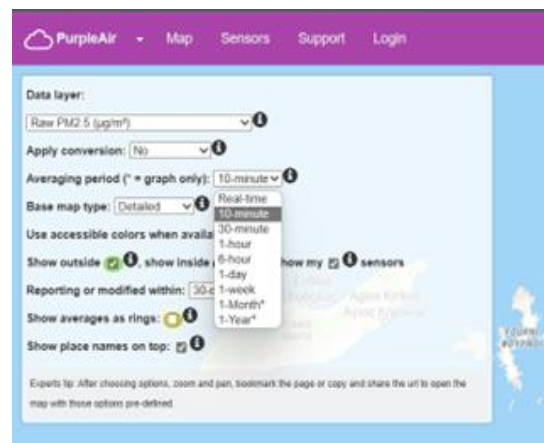 PurpleAir Map Sensors Support Login
Data layer:
Raw PM2.5 (µg/m³)
Apply conversion: No
Averaging period (* = graph only): 10-minute
Real-time
10-minute
Base map type: Detailed
30-minute
Use accessible colors when availa
1-hour
6-hour
Show outside , show inside how my sensors
1-day
Reporting or modified within: 30-
1-week
1-Month*
Show averages as rings:
1-Year*
Show place names on top:
Experts tip: After choosing options, zoom and pan, bookmark the page or copy and share the url to open the
map with those options pre-defined.